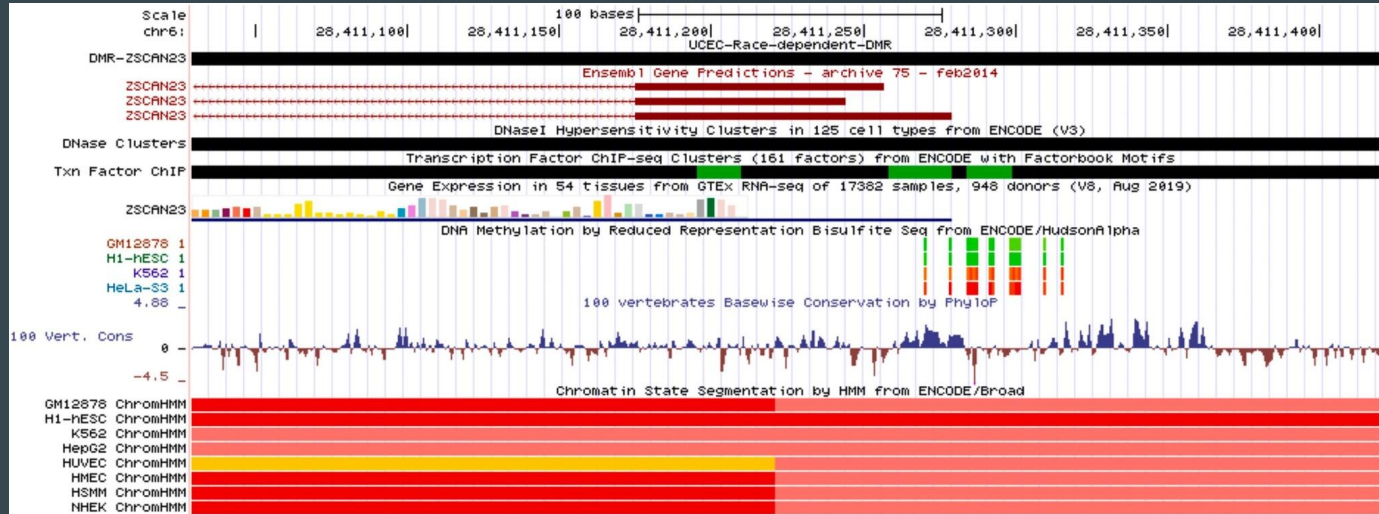 Scale 100 bases
chr6: 28,411,100 28,411,150 28,411,200 28,411,250 28,411,300 28,411,350 28,411,400
UCEC-Race-dependent-DMR
DMR-ZSCAN23
Ensembl Gene Predictions - archive 75 - feb2014
ZSCAN23
ZSCAN23
ZSCAN23
DNaseI Hypersensitivity Clusters in 125 cell types from ENCODE (V3)
DNase Clusters
Transcription Factor ChIP-seq Clusters (161 factors) from ENCODE with Factorbook Motifs
Txn Factor ChIP
Gene Expression in 54 tissues from GTEx RNA-seq of 17382 samples, 948 donors (V8, Aug 2019)
ZSCAN23
DNA Methylation by Reduced Representation Bisulfite Seq from ENCODE/HudsonAlpha
GM12878 1
H1-hESC 1
K562 1
HeLa-S3 1
4.88 _
100 vertebrates Basewise Conservation by PhyloP
100 Vert. Cons
0 -
-4.5 _
Chromatin State Segmentation by HMM from ENCODE/Broad
GM12878 ChromHMM
H1-hESC ChromHMM
K562 ChromHMM
HepG2 ChromHMM
HUVEC ChromHMM
HMEC ChromHMM
HSMM ChromHMM
NHEK ChromHMM